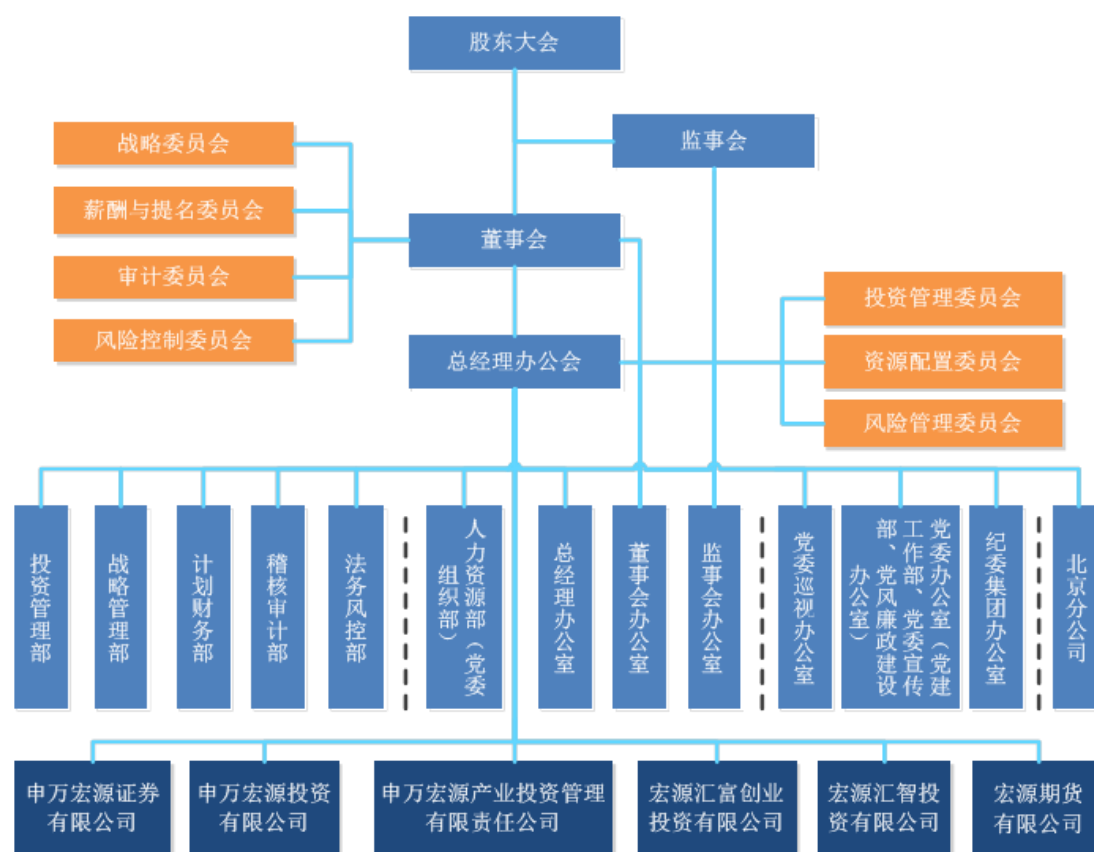 股东大会
监事会
战略委员会
薪酬与提名委员会
董事会
审计委员会
投资管理委员会
风险控制委员会
总经理办公会
资源配置委员会
风险管理委员会
投资管理部
战略管理部
计划财务部
稽核审计部
法务风控部
人力资源部（党委
组织部）
总经理办公室
董事会办公室
监事会办公室
党委巡视办公室
党委办公室（党建
工作部、党委宣传
部、党风廉政建设
办公室）
纪委集团办公室
北京分公司
申万宏源证券
有限公司
申万宏源投资
有限公司
申万宏源产业投资管理
有限责任公司
宏源汇富创业
投资有限公司
宏源汇智投
资有限公司
宏源期货
有限公司